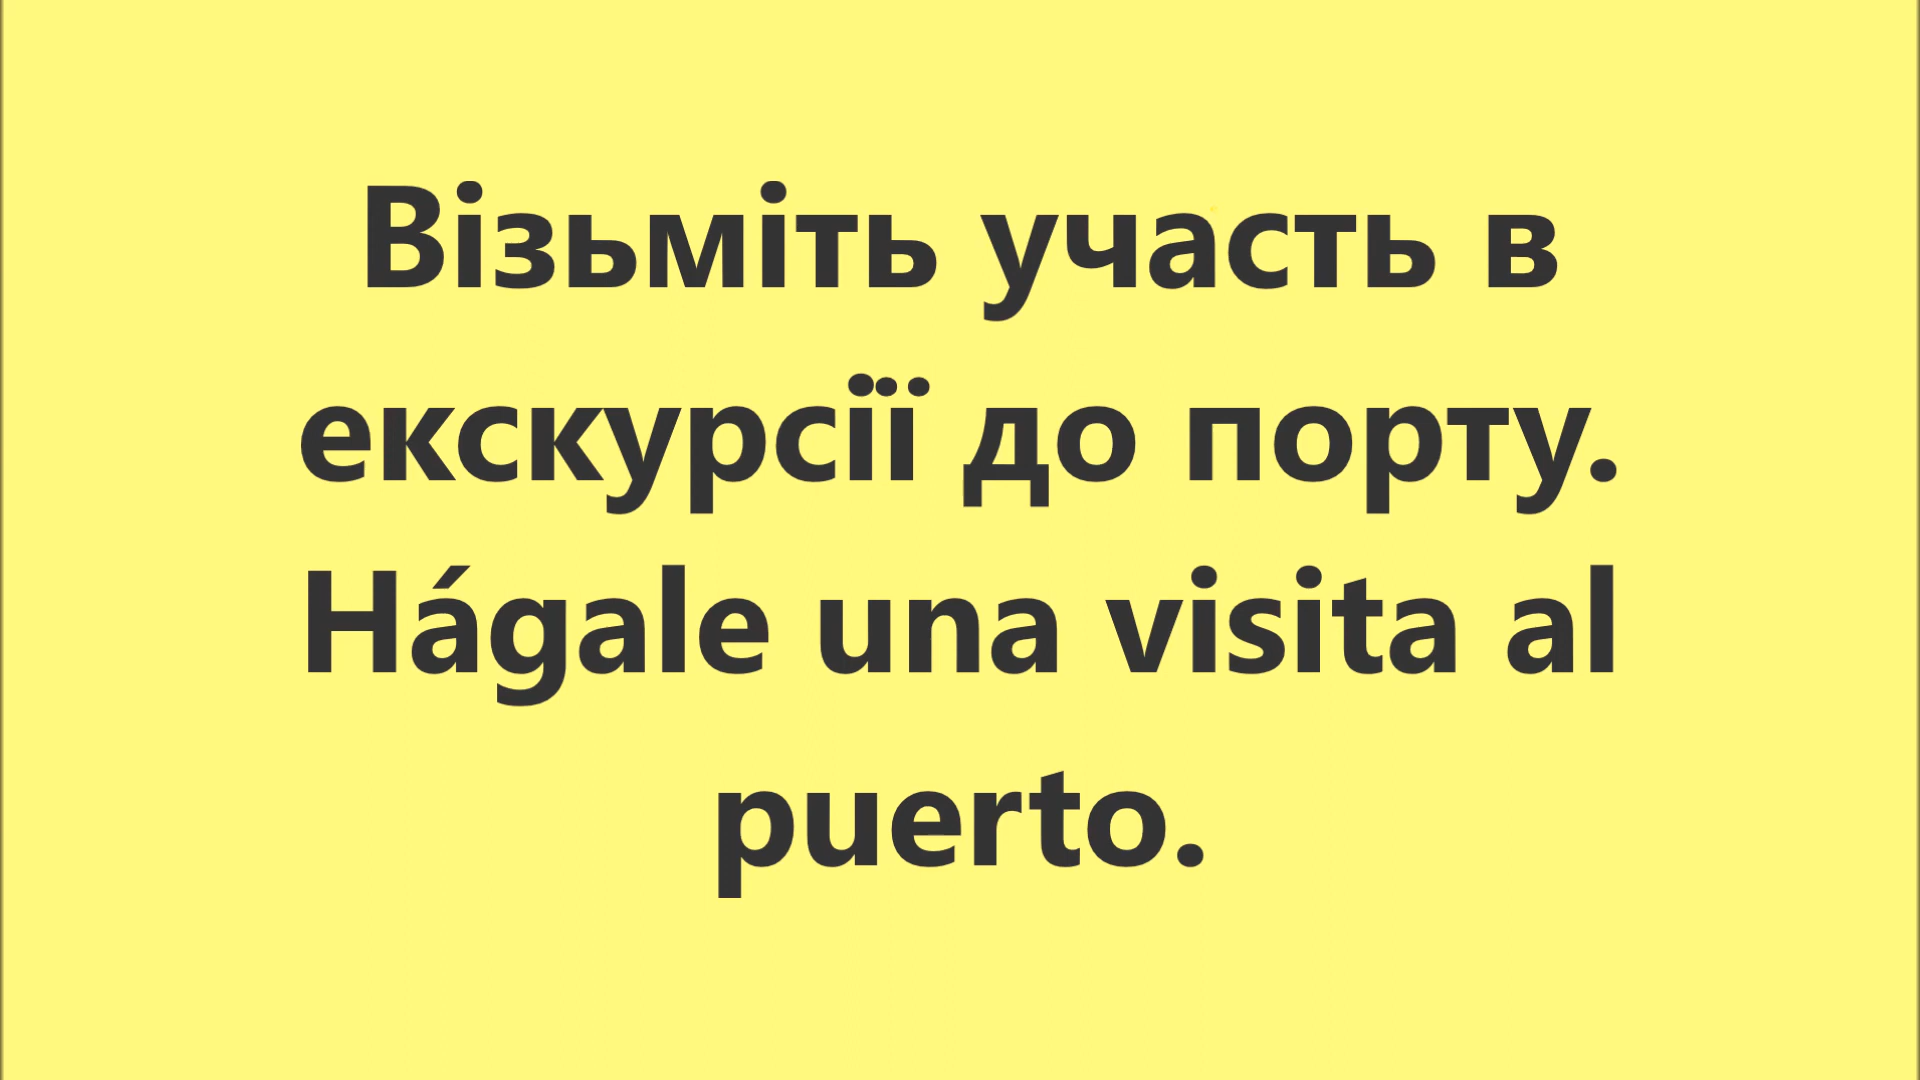 Візьміть участь в
екскурсії до порту.
Hágale una visita al
puerto.